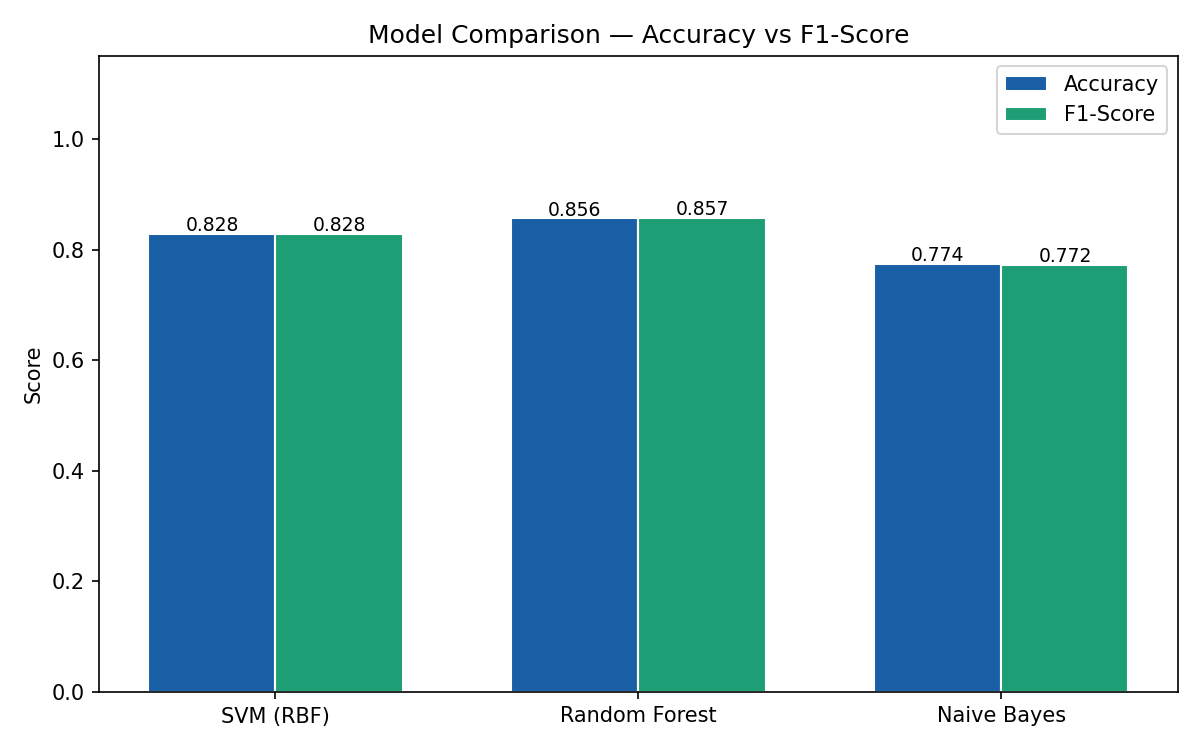 Model Comparison — Accuracy vs F1-Score
Accuracy
F1-Score
1.0
0.8
0.6
0.4
0.2
0.0
Score
0.828
0.828
0.856
0.857
0.774
0.772
SVM (RBF)
Random Forest
Naive Bayes